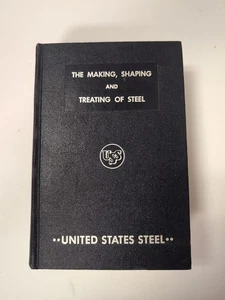 THE MAKING, SHAPING
AND
TREATING OF STEEL
USS
••UNITED STATES STEEL••